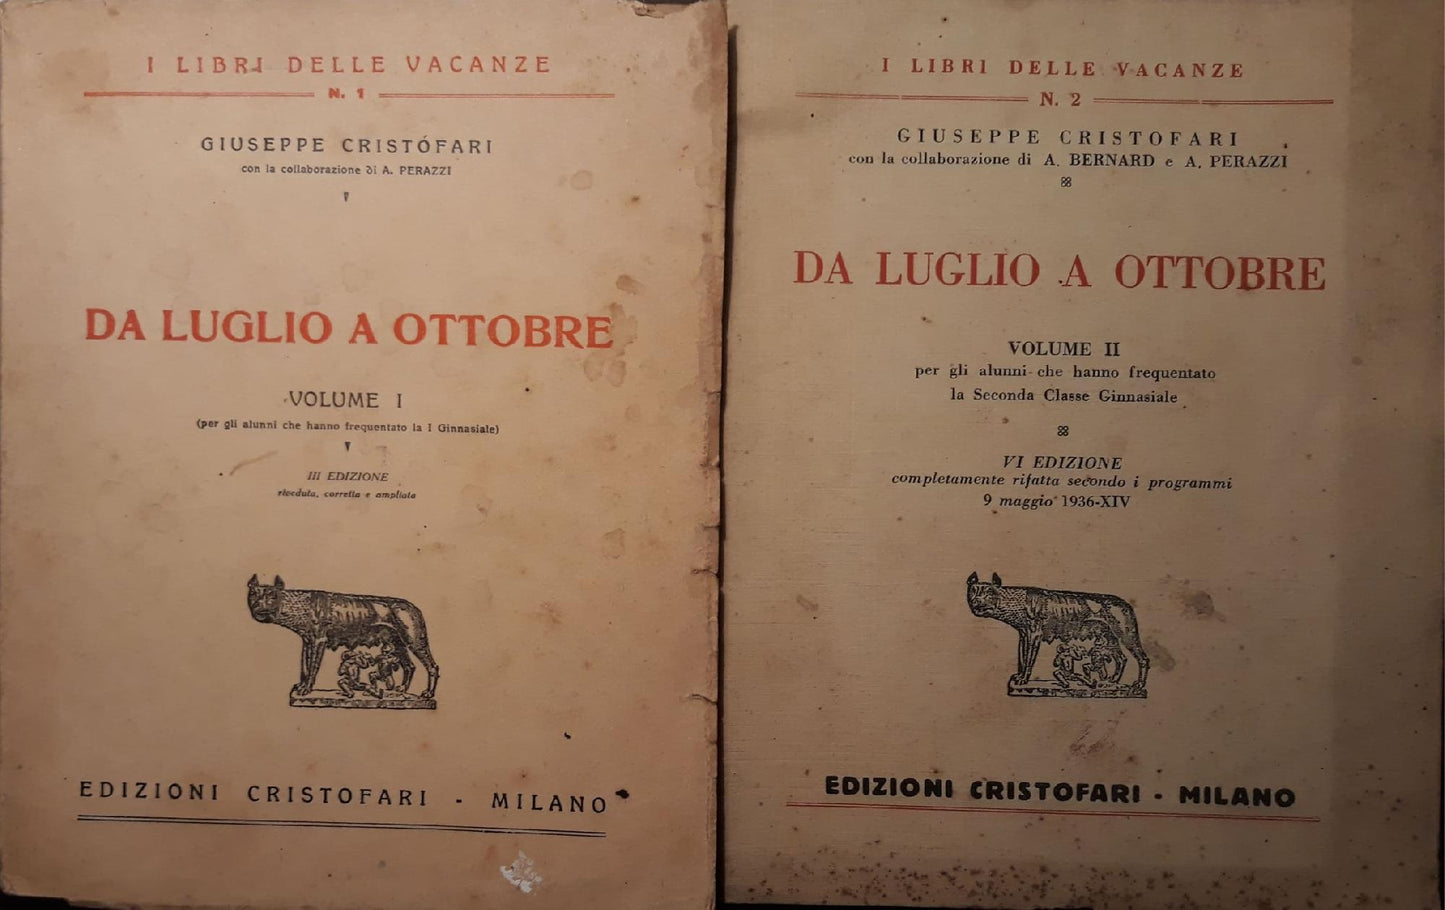 I LIBRI DELLE VACANZE
N. 1
GIUSEPPE CRISTÓFARI
con la collaborazione di A. PERAZZI
DA LUGLIO A OTTOBRE
VOLUME I
(per gli alunni che hanno frequentato la I Ginnasiale)
III EDIZIONE
riveduta, corretta e ampliata
EDIZIONI CRISTOFARI - MILANO
I LIBRI DELLE VACANZE
N. 2
GIUSEPPE CRISTOFARI
con la collaborazione di A. BERNARD e A. PERAZZI
DA LUGLIO A OTTOBRE
VOLUME II
per gli alunni che hanno frequentato
la Seconda Classe Ginnasiale
VI EDIZIONE
completamente rifatta secondo i programmi
9 maggio 1936-XIV
EDIZIONI CRISTOFARI - MILANO